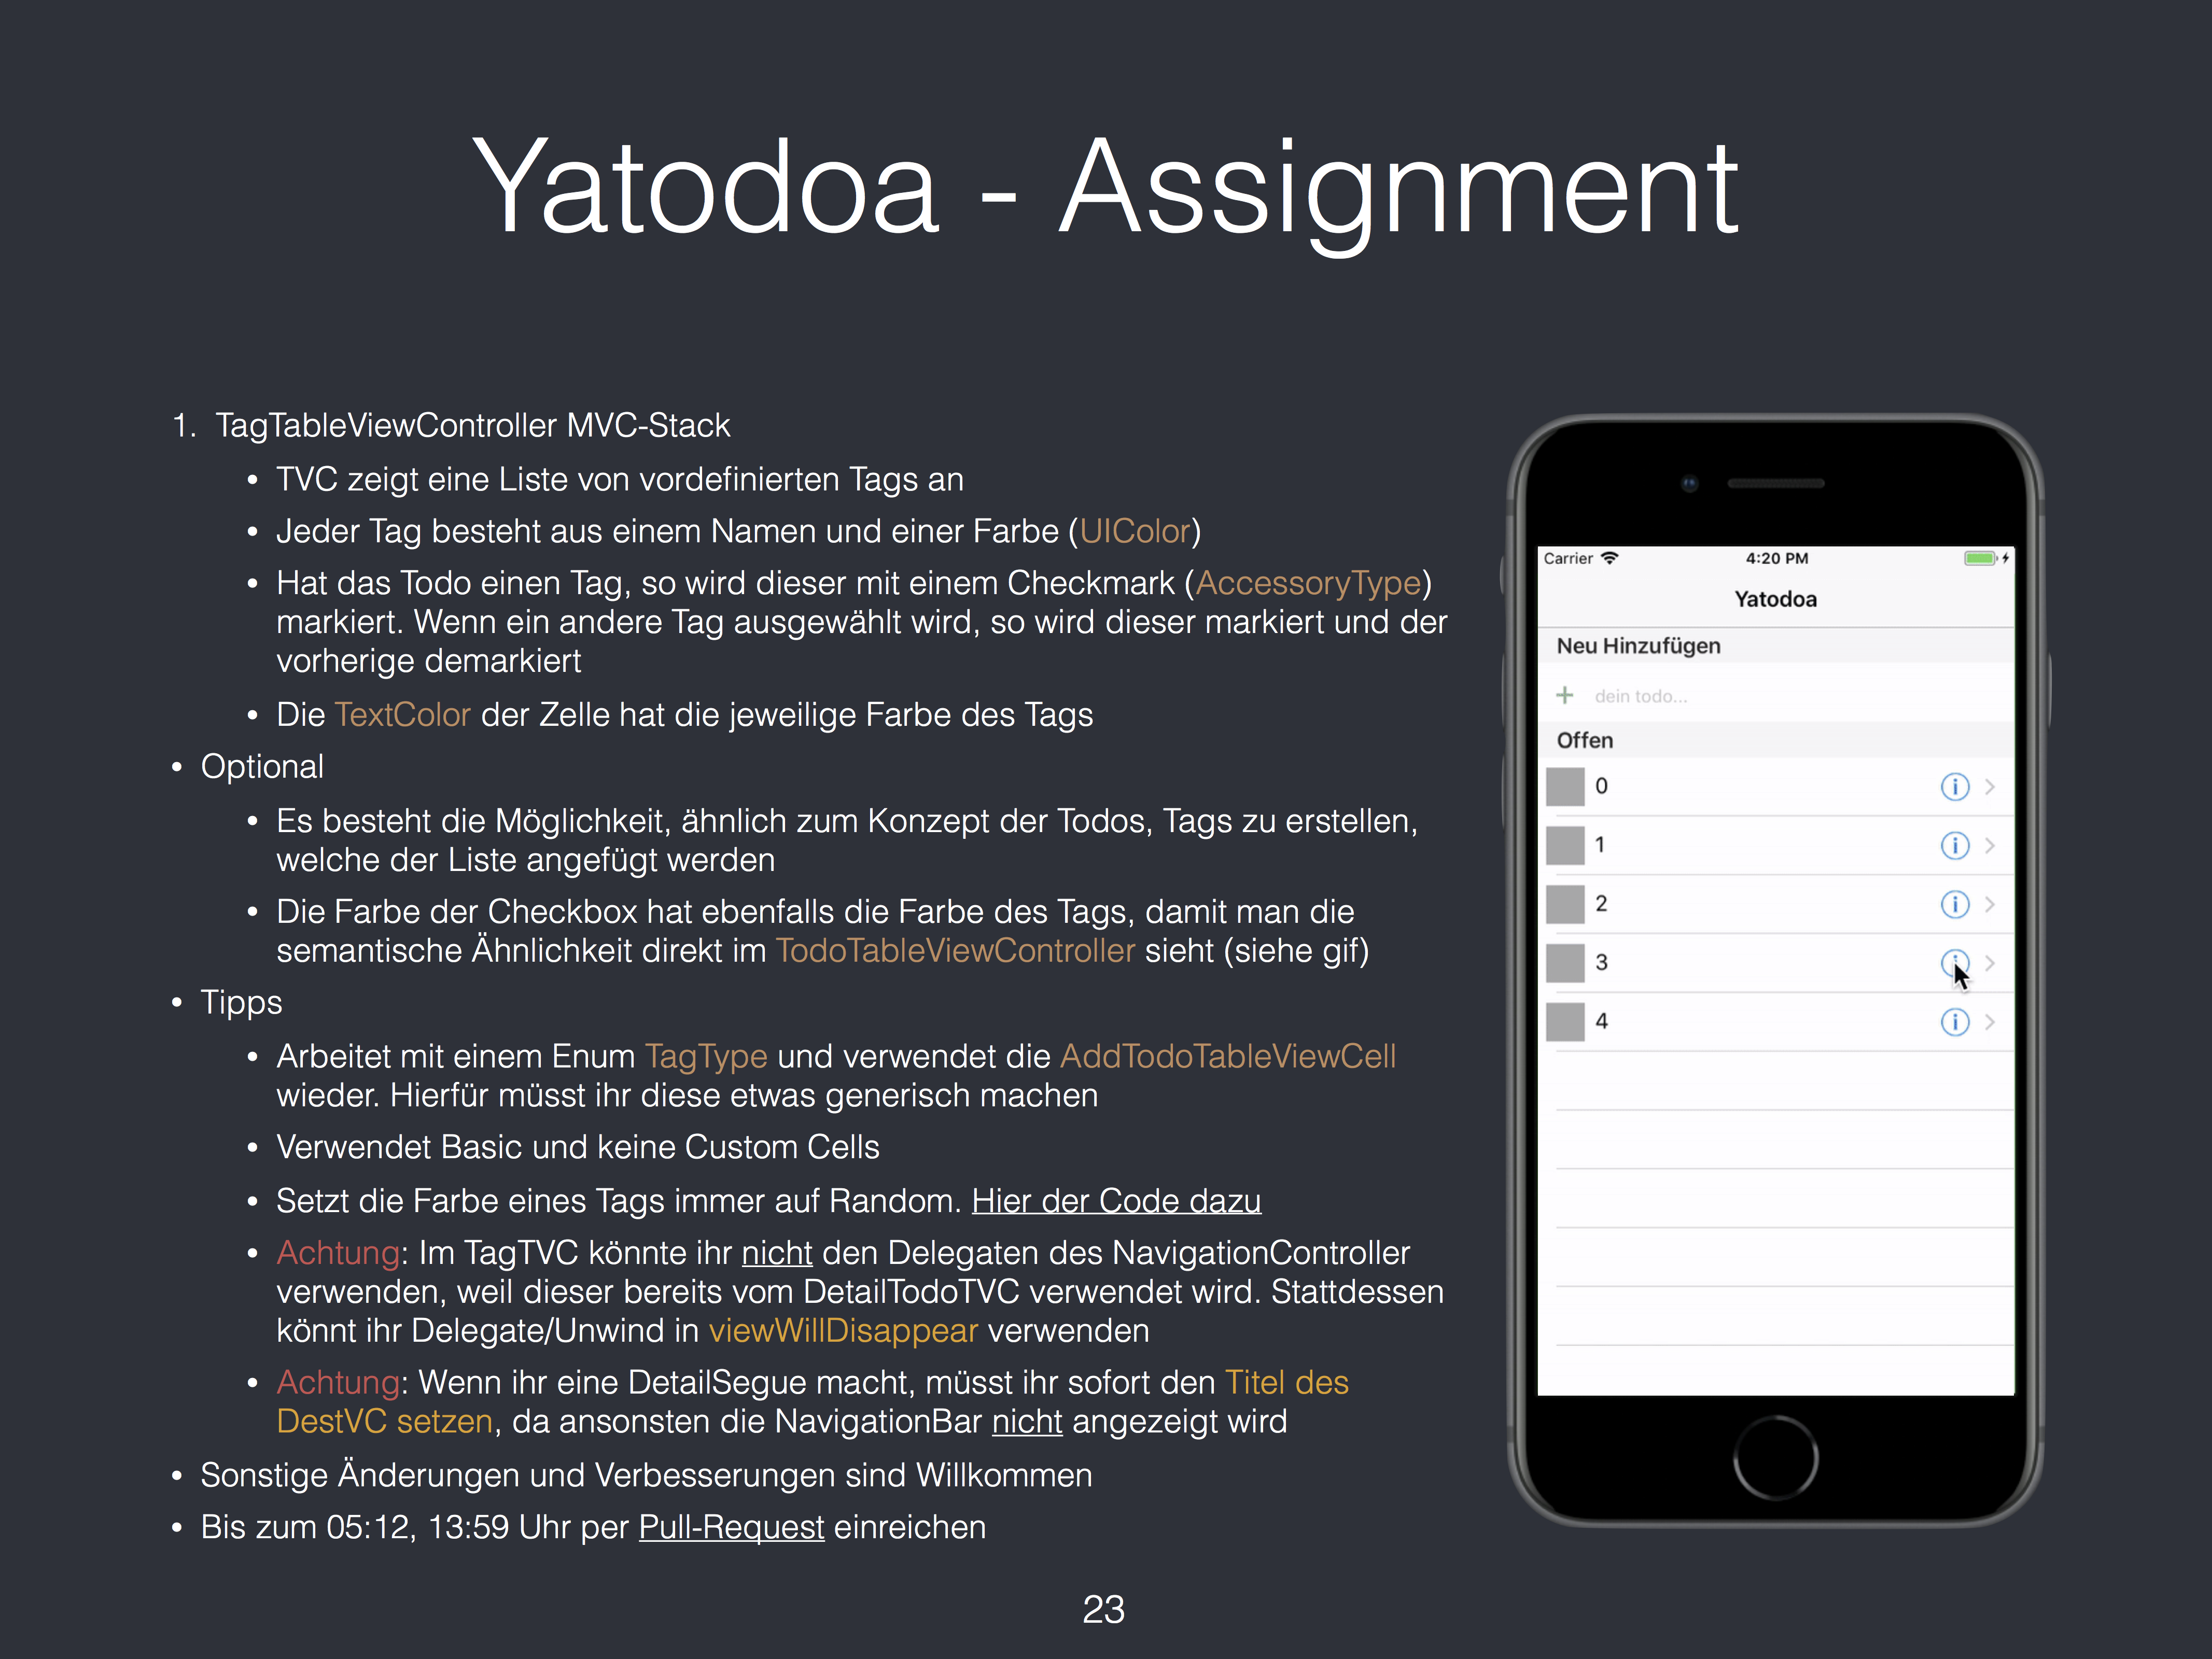 Yatodoa - Assignment
1. TagTableViewController MVC-Stack
• TVC zeigt eine Liste von vordefinierten Tags an
• Jeder Tag besteht aus einem Namen und einer Farbe (UIColor)
• Hat das Todo einen Tag, so wird dieser mit einem Checkmark (AccessoryType)
markiert. Wenn ein andere Tag ausgewählt wird, so wird dieser markiert und der
vorherige demarkiert
• Die TextColor der Zelle hat die jeweilige Farbe des Tags
• Optional
• Es besteht die Möglichkeit, ähnlich zum Konzept der Todos, Tags zu erstellen,
welche der Liste angefügt werden
• Die Farbe der Checkbox hat ebenfalls die Farbe des Tags, damit man die
semantische Ähnlichkeit direkt im TodoTableViewController sieht (siehe gif)
• Tipps
• Arbeitet mit einem Enum TagType und verwendet die AddTodoTableViewCell
wieder. Hierfür müsst ihr diese etwas generisch machen
• Verwendet Basic und keine Custom Cells
• Setzt die Farbe eines Tags immer auf Random. Hier der Code dazu
• Achtung: Im TagTVC könnte ihr nicht den Delegaten des NavigationController
verwenden, weil dieser bereits vom DetailTodoTVC verwendet wird. Stattdessen
könnt ihr Delegate/Unwind in viewWillDisappear verwenden
• Achtung: Wenn ihr eine DetailSegue macht, müsst ihr sofort den Titel des
DestVC setzen, da ansonsten die NavigationBar nicht angezeigt wird
• Sonstige Änderungen und Verbesserungen sind Willkommen
• Bis zum 05:12, 13:59 Uhr per Pull-Request einreichen
Carrier 4:20 PM
Yatodoa
Neu Hinzufügen
+ dein todo...
Offen
0
1
2
3
4
23